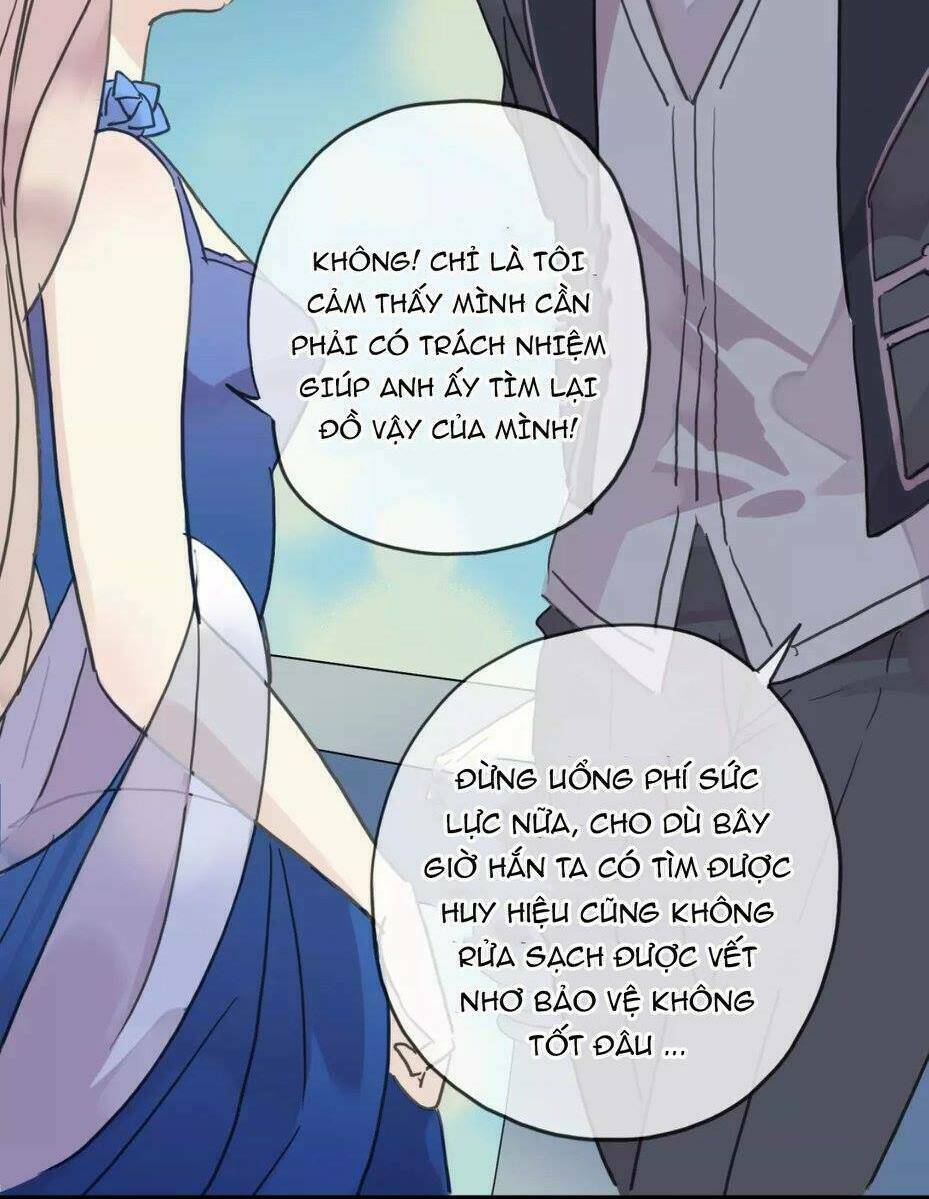 KHÔNG! CHỈ LÀ TÔI
CẢM THẤY MÌNH CẦN
PHẢI CÓ TRÁCH NHIỆM
GIÚP ANH ẤY TÌM LẠI
ĐỒ VẬY CỦA MÌNH!
ĐỪNG UỔNG PHÍ SỨC
LỰC NỮA, CHO DÙ BÂY
GIỜ HẮN TA CÓ TÌM ĐƯỢC
HUY HIỆU CŨNG KHÔNG
RỬA SẠCH ĐƯỢC VẾT
NHƠ BẢO VỆ KHÔNG
TỐT ĐÂU ...